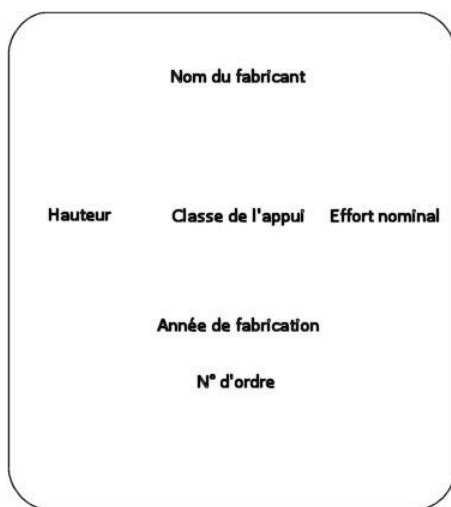 Nom du fabricant
Hauteur Classe de l'appui Effort nominal
Année de fabrication
N° d'ordre